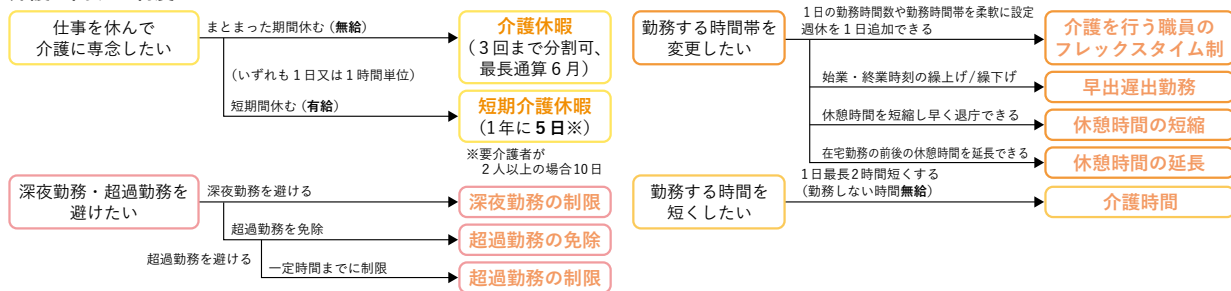 仕事を休んで
介護に専念したい
まとまった期間休む (無給)
介護休暇
(３回まで分割可、
最長通算６月)
(いずれも１日又は１時間単位)
短期間休む (有給)
短期介護休暇
(１年に５日※)
※要介護者が
２人以上の場合10日
深夜勤務・超過勤務を
避けたい
深夜勤務を避ける
深夜勤務の制限
超過勤務を免除
超過勤務の免除
超過勤務を避ける
一定時間までに制限
超過勤務の制限
勤務する時間帯を
変更したい
１日の勤務時間数や勤務時間帯を柔軟に設定
週休を１日追加できる
介護を行う職員の
フレックスタイム制
始業・終業時刻の繰上げ/繰下げ
早出遅出勤務
休憩時間を短縮し早く退庁できる
休憩時間の短縮
在宅勤務の前後の休憩時間を延長できる
休憩時間の延長
勤務する時間を
短くしたい
１日最長２時間短くする
(勤務しない時間無給)
介護時間